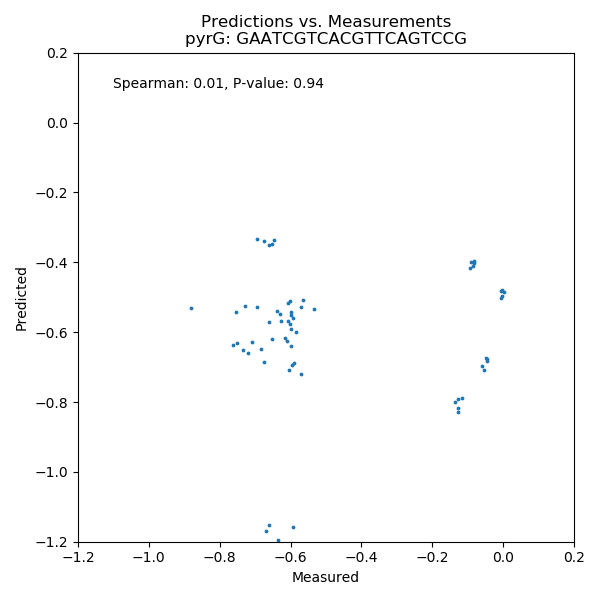 Predictions vs. Measurements
pyrG: GAATCGTCACGTTCAGTCCG
Spearman: 0.01, P-value: 0.94
0.2
0.0
−0.2
−0.4
−0.6
−0.8
−1.0
−1.2
Predicted
−1.2 −1.0 −0.8 −0.6 −0.4 −0.2 0.0 0.2
Measured